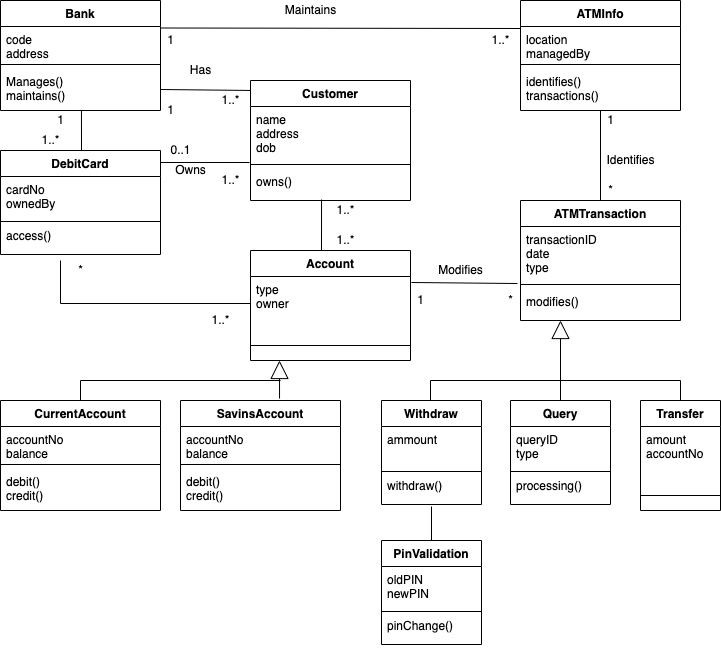 Bank
code
address
Manages()
maintains()
Maintains
1
1..*
ATMInfo
location
managedBy
identifies()
transactions()
Has
1
1..*
Customer
name
address
dob
owns()
1
1..*
DebitCard
cardNo
ownedBy
access()
0..1
Owns
1..*
1
Identifies
*
ATMTransaction
transactionID
date
type
modifies()
1..*
1..*
Account
type
owner
Modifies
1
*
*
1..*
CurrentAccount
accountNo
balance
debit()
credit()
SavinsAccount
accountNo
balance
debit()
credit()
Withdraw
ammount
withdraw()
Query
queryID
type
processing()
Transfer
amount
accountNo
PinValidation
oldPIN
newPIN
pinChange()